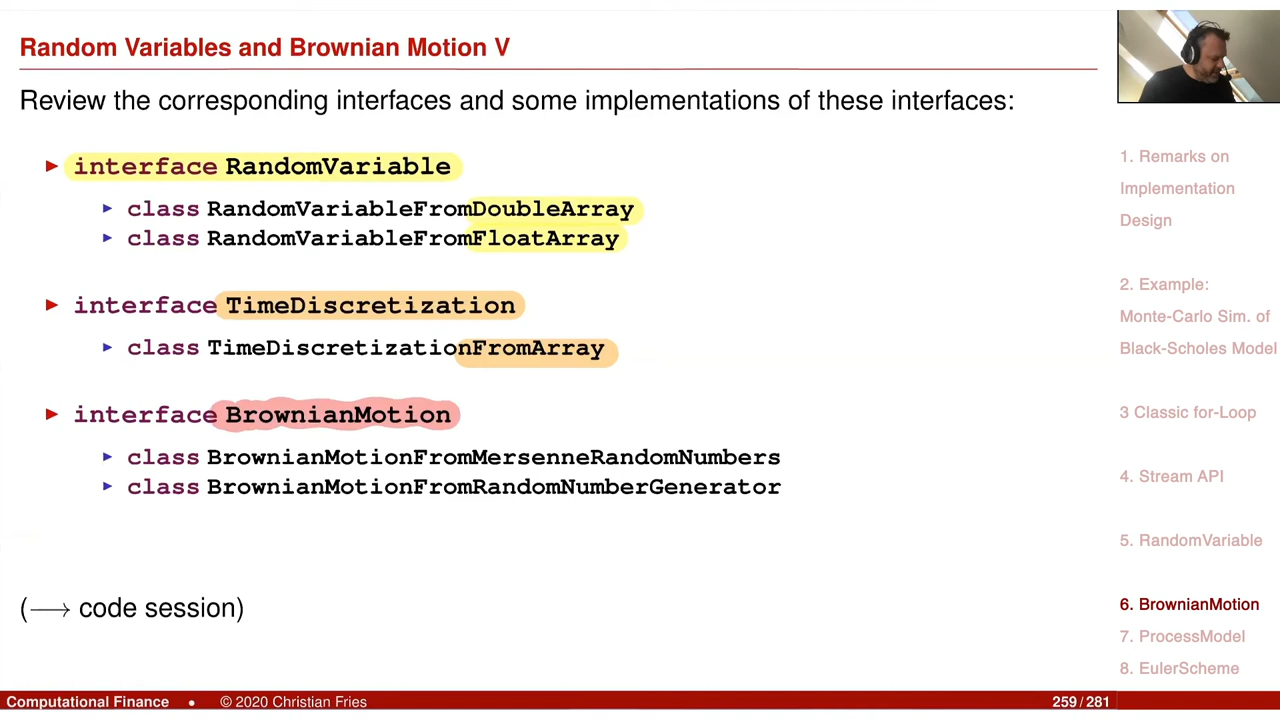 Random Variables and Brownian Motion V
Review the corresponding interfaces and some implementations of these interfaces:
interface RandomVariable
class RandomVariableFromDoubleArray
class RandomVariableFromFloatArray
interface TimeDiscretization
class TimeDiscretizationFromArray
interface BrownianMotion
class BrownianMotionFromMersenneRandomNumbers
class BrownianMotionFromRandomNumberGenerator
(⟶ code session)
1. Remarks on
Implementation
Design
2. Example:
Monte-Carlo Sim. of
Black-Scholes Model
3 Classic for-Loop
4. Stream API
5. RandomVariable
6. BrownianMotion
7. ProcessModel
8. EulerScheme
Computational Finance • © 2020 Christian Fries 259 / 281